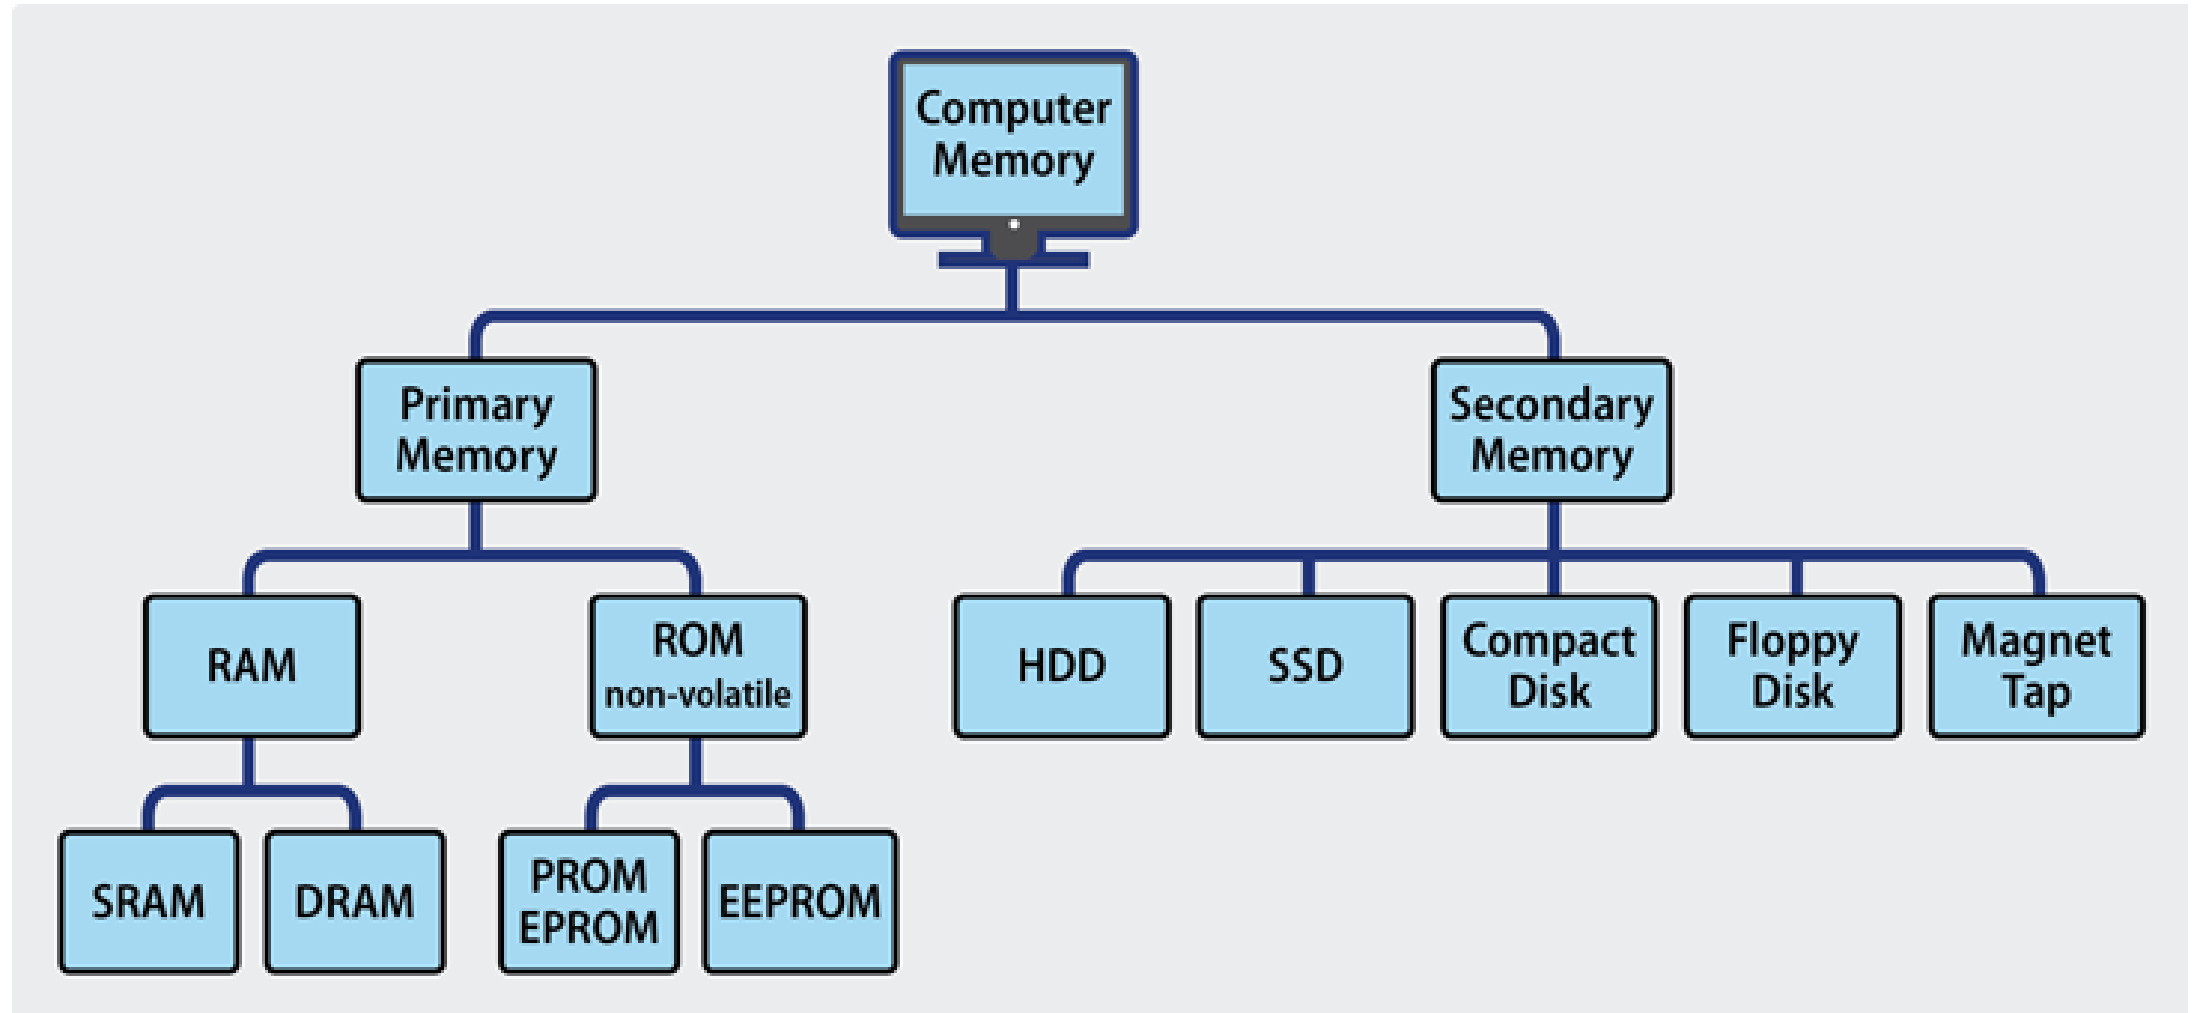 Computer
Memory
Primary
Memory
Secondary
Memory
RAM
ROM
non-volatile
HDD
SSD
Compact
Disk
Floppy
Disk
Magnet
Tap
SRAM
DRAM
PROM
EPROM
EEPROM